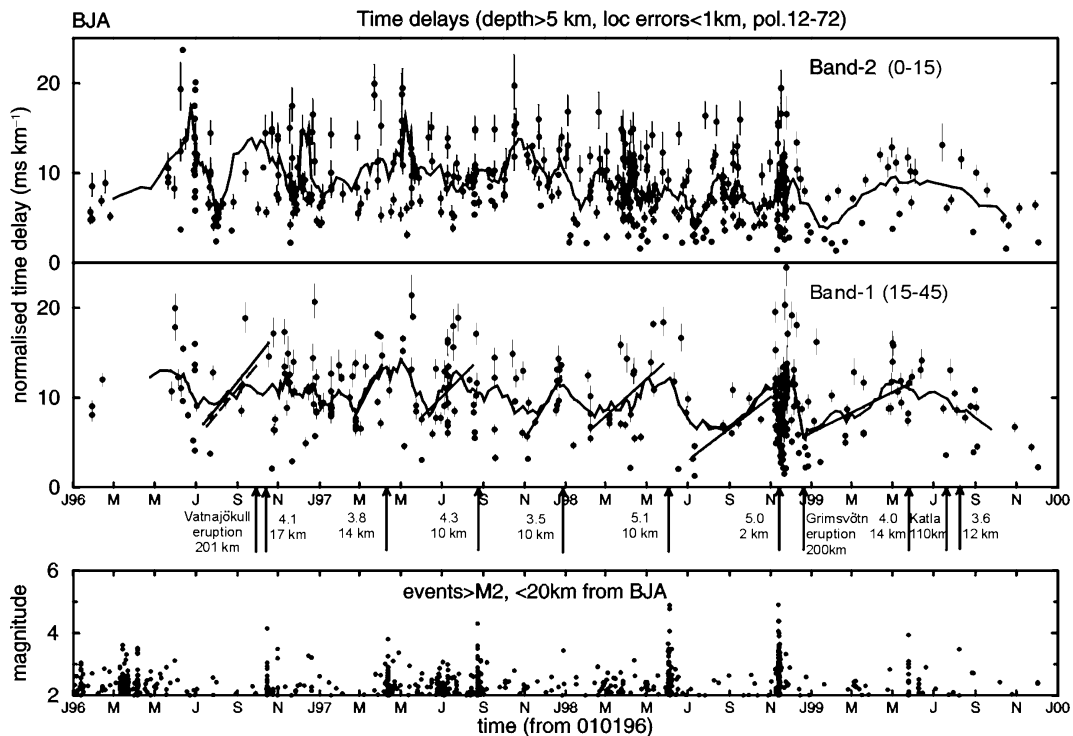 BJA
Time delays (depth>5 km, loc errors<1km, pol.12-72)
normalised time delay (ms km⁻¹)
Band-2 (0-15)
20
10
0
Band-1 (15-45)
20
10
0
J96 M M J S N J97 M M J S N J98 M M J S N J99 M M J S N J00
Vatnajökull
eruption
201 km
4.1
17 km
3.8
14 km
4.3
10 km
3.5
10 km
5.1
10 km
5.0
2 km
Grimsvötn
eruption
200km
4.0
14 km
Katla
110km
3.6
12 km
magnitude
events>M2, <20km from BJA
6
4
2
J96 M M J S N J97 M M J S N J98 M M J S N J99 M M J S N J00
time (from 010196)